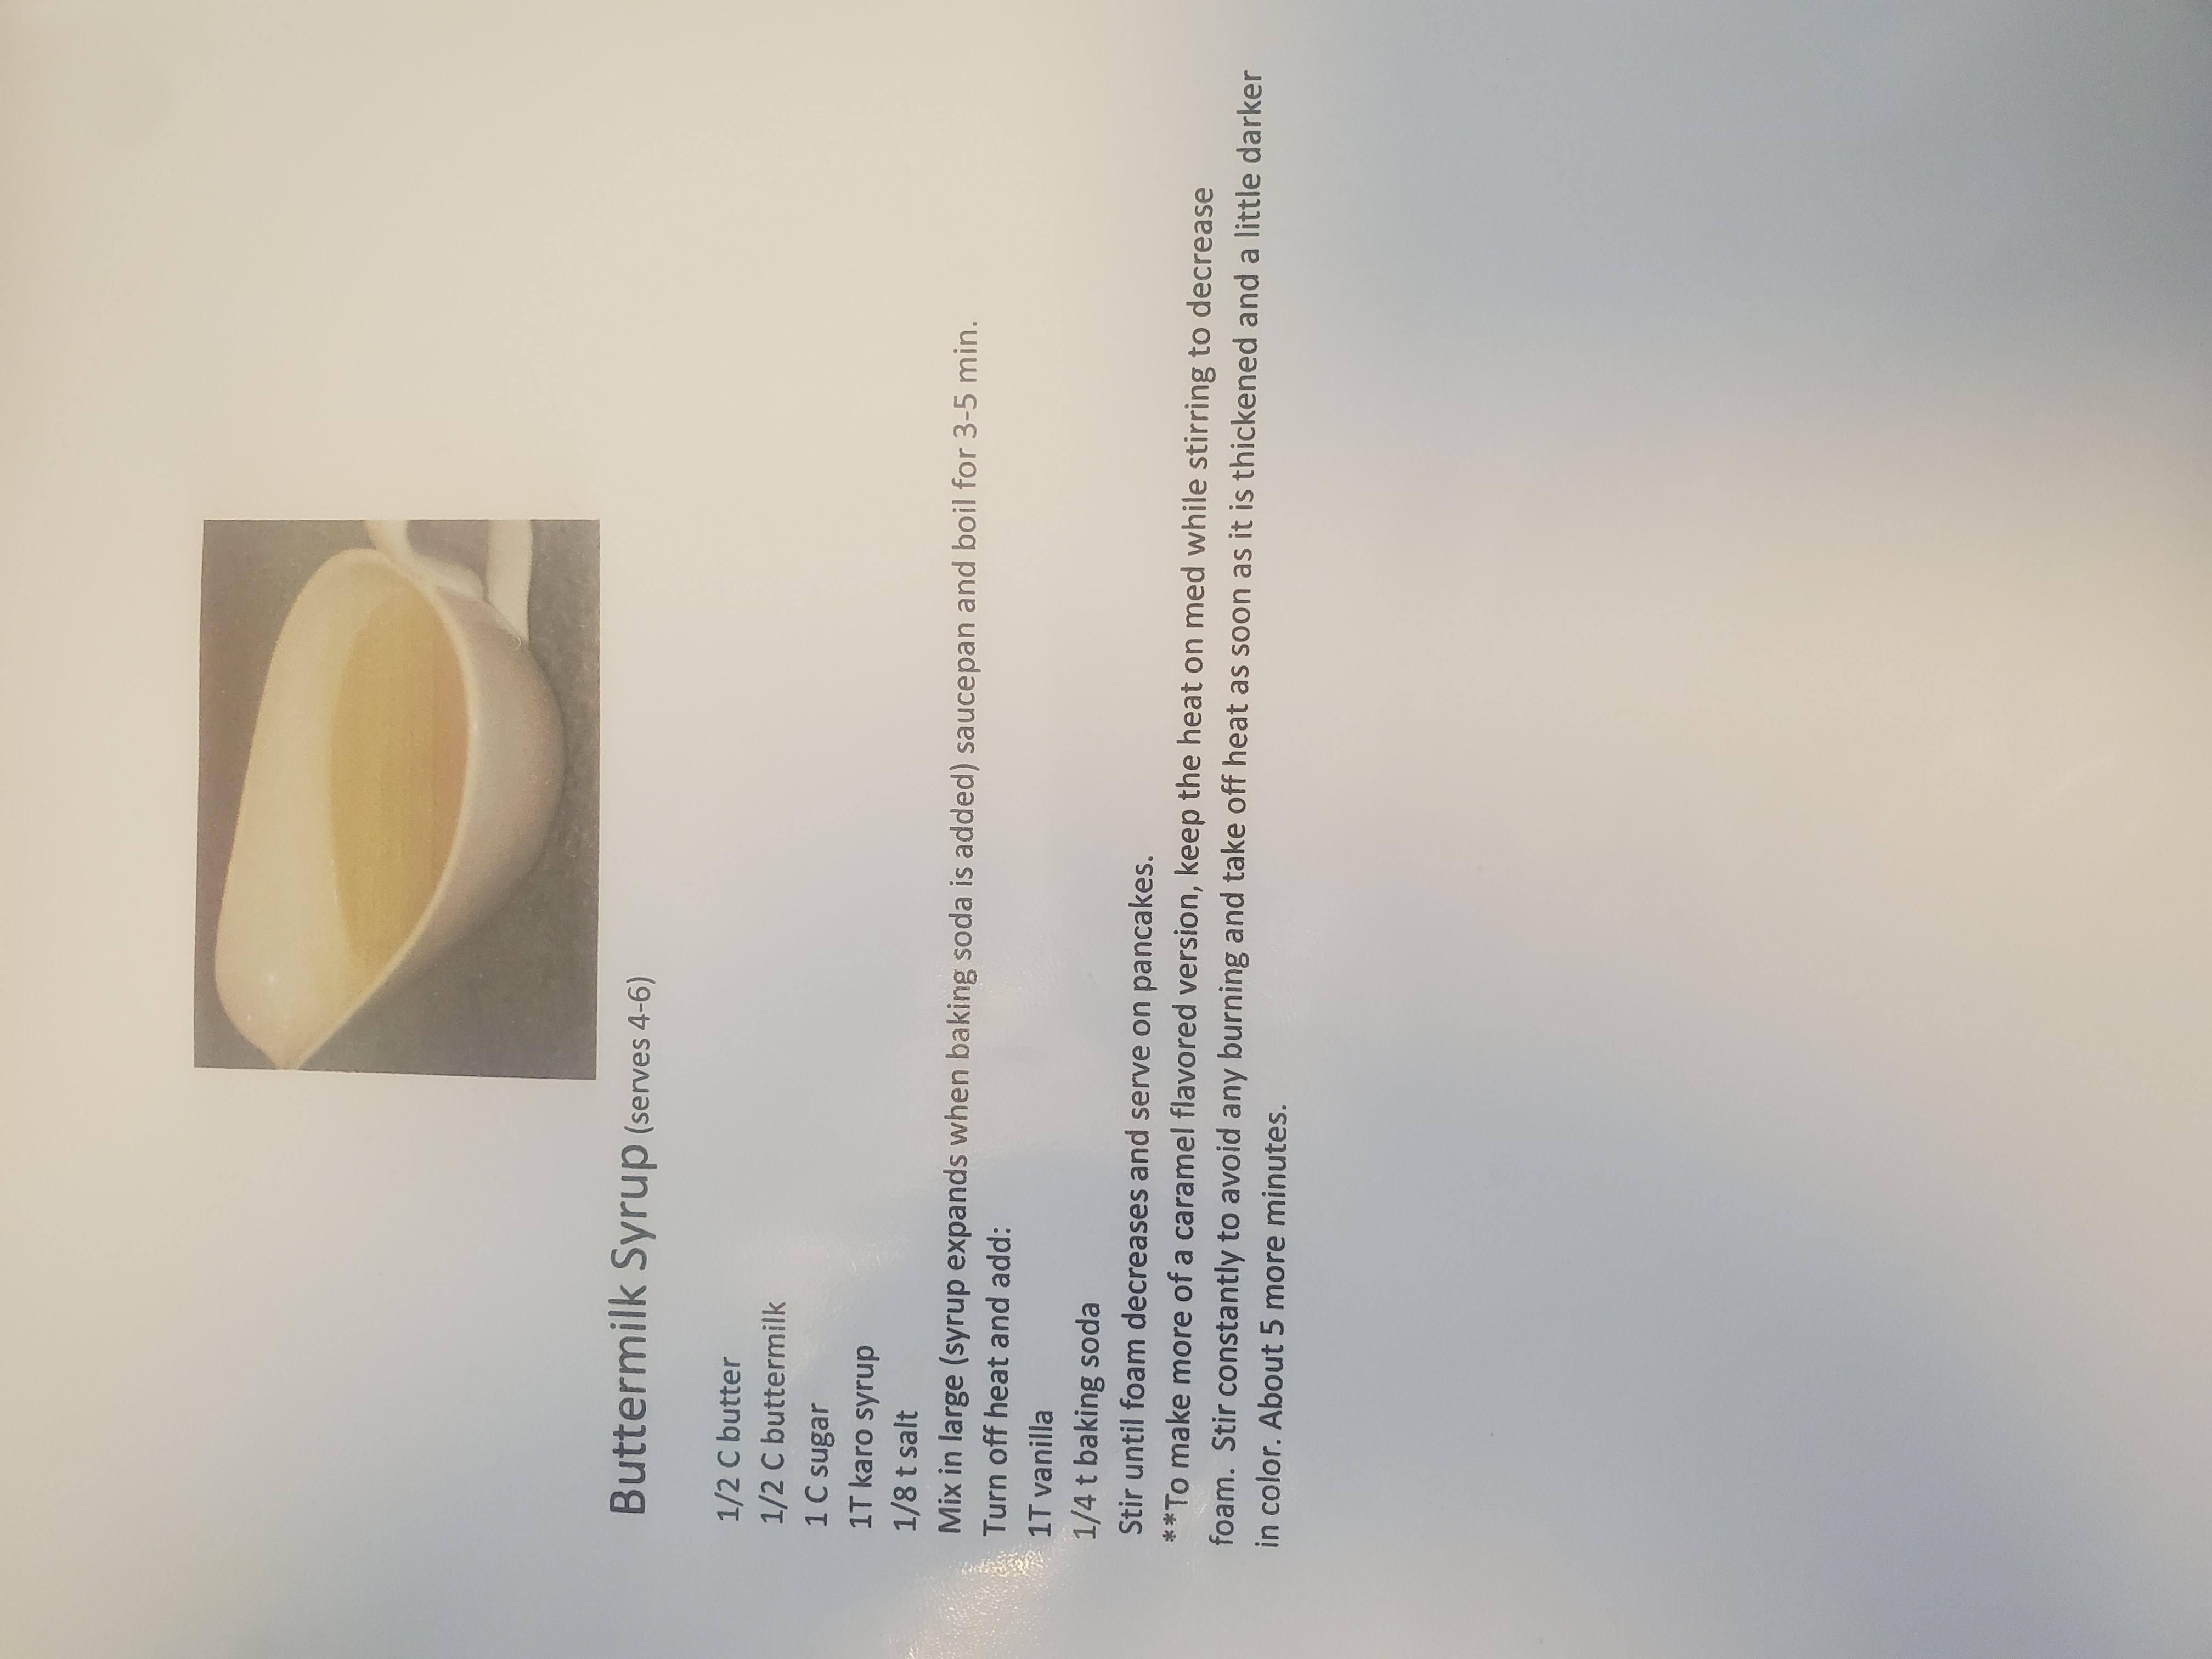 Buttermilk Syrup (serves 4-6)
1/2 C butter
1/2 C buttermilk
1 C sugar
1T karo syrup
1/8 t salt
Mix in large (syrup expands when baking soda is added) saucepan and boil for 3-5 min.
Turn off heat and add:
1T vanilla
1/4 t baking soda
Stir until foam decreases and serve on pancakes.
**To make more of a caramel flavored version, keep the heat on med while stirring to decrease
foam.  Stir constantly to avoid any burning and take off heat as soon as it is thickened and a little darker
in color. About 5 more minutes.